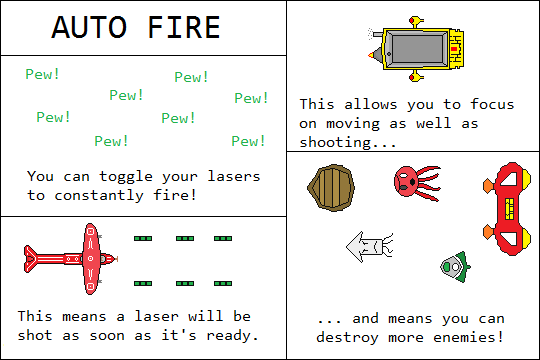 AUTO FIRE
Pew!
Pew!
Pew!
Pew!
Pew!
Pew!
Pew!
Pew!
You can toggle your lasers
to constantly fire!
This means a laser will be
shot as soon as it's ready.
This allows you to focus
on moving as well as
shooting...
... and means you can
destroy more enemies!